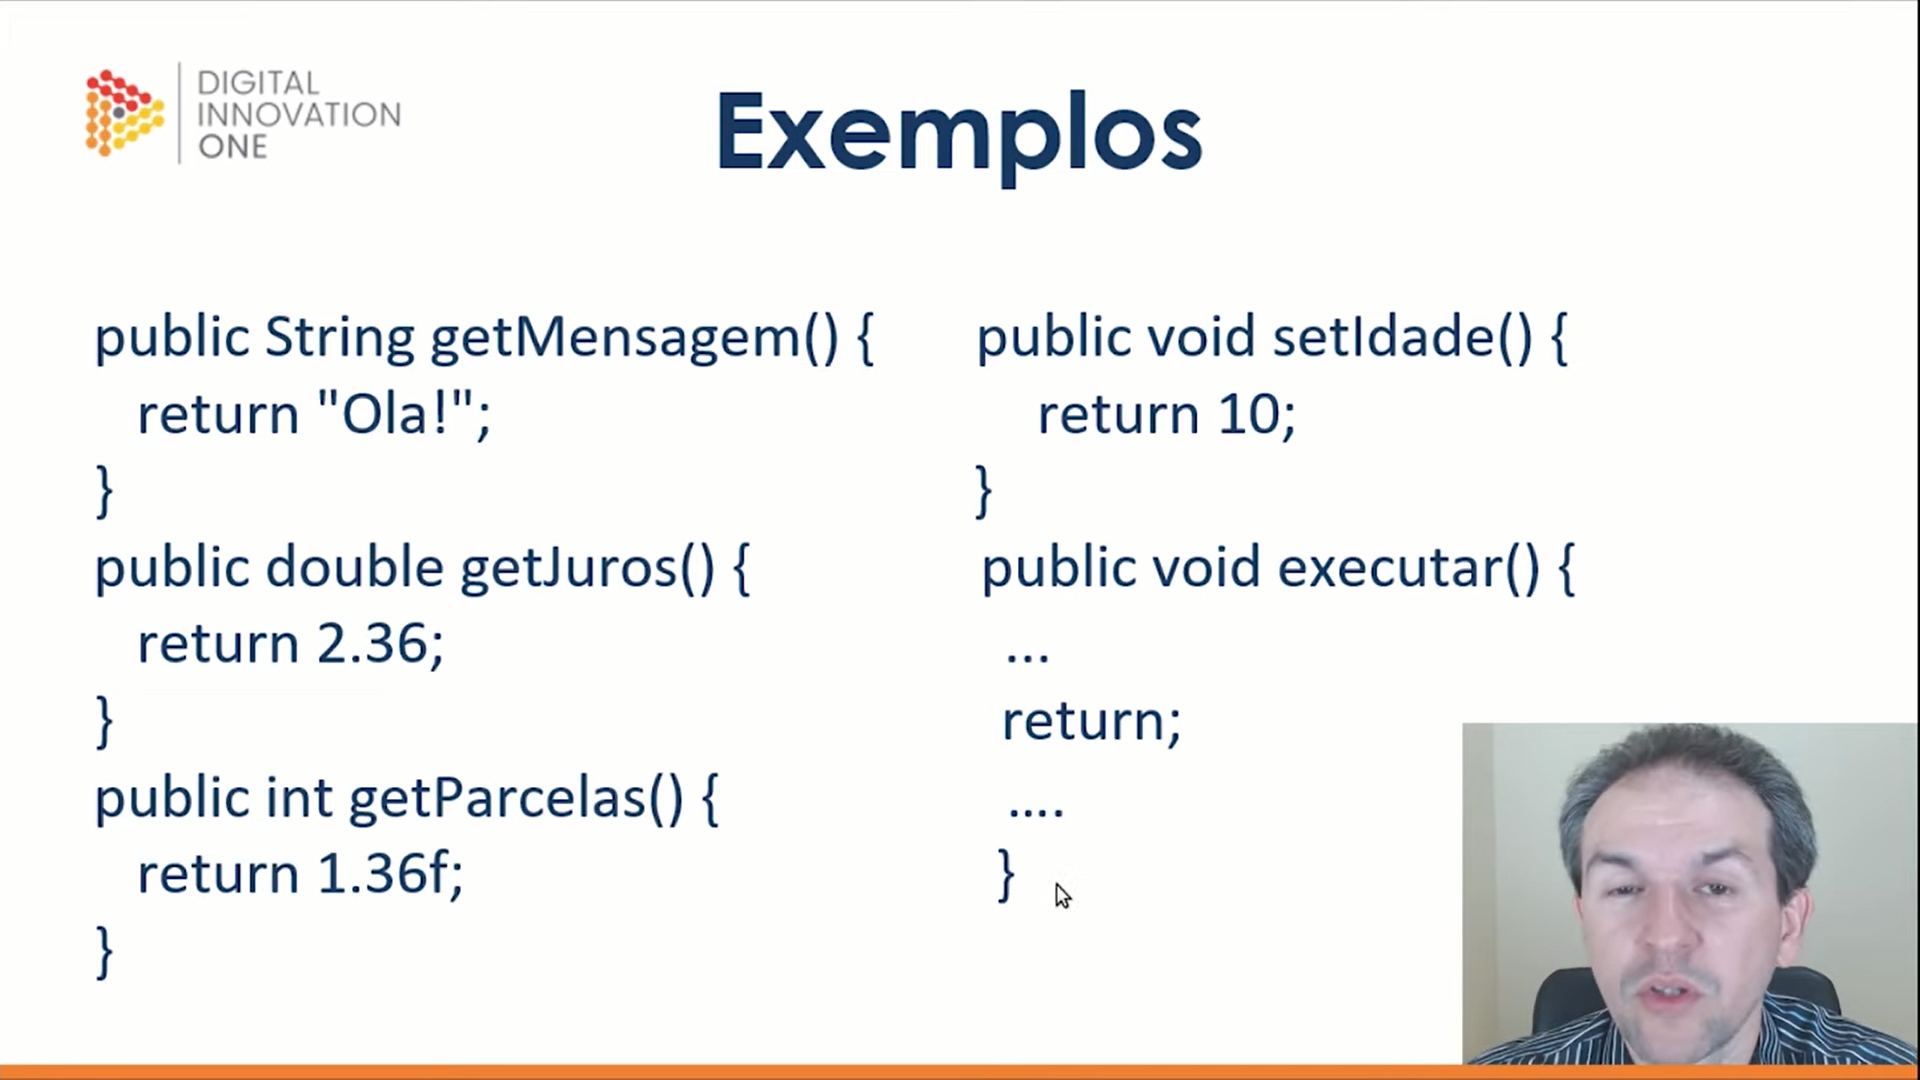 DIGITAL
INNOVATION
ONE
Exemplos
public String getMensagem() {
return "Ola!";
}
public double getJuros() {
return 2.36;
}
public int getParcelas() {
return 1.36f;
}
public void setIdade() {
return 10;
}
public void executar() {
...
return;
....
}